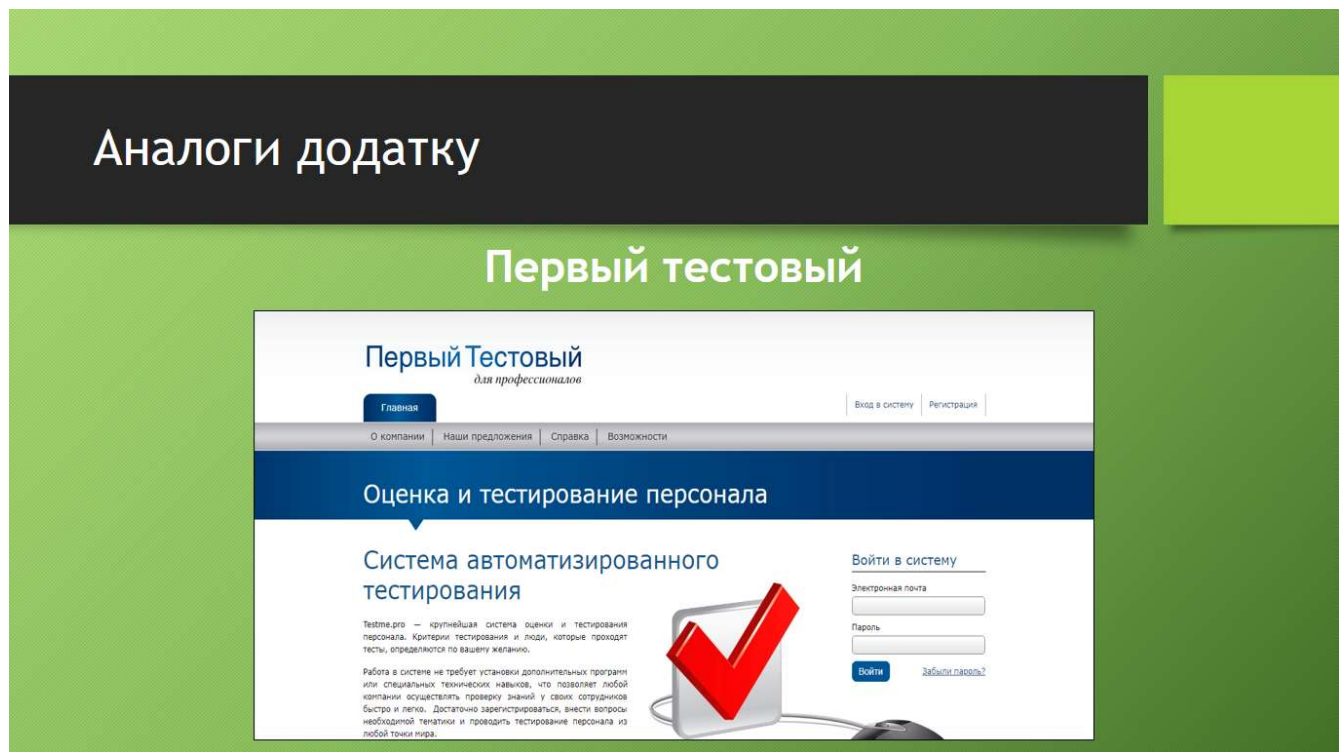 Аналоги додатку
Первый тестовый
Первый Тестовый
для профессионалов
Главная
Вход в систему
Регистрация
О компании
Наши предложения
Справка
Возможности
Оценка и тестирование персонала
Система автоматизированного
тестирования
Testme.pro — крупнейшая система оценки и тестирования
персонала. Критерии тестирования и люди, которые проходят
тесты, определяются по вашему желанию.
Работа в системе не требует установки дополнительных программ
или специальных технических навыков, что позволяет любой
компании осуществлять проверку знаний у своих сотрудников
быстро и легко. Достаточно зарегистрироваться, внести вопросы
необходимой тематики и проводить тестирование персонала из
любой точки мира.
Войти в систему
Электронная почта
Пароль
Войти
Забыли пароль?